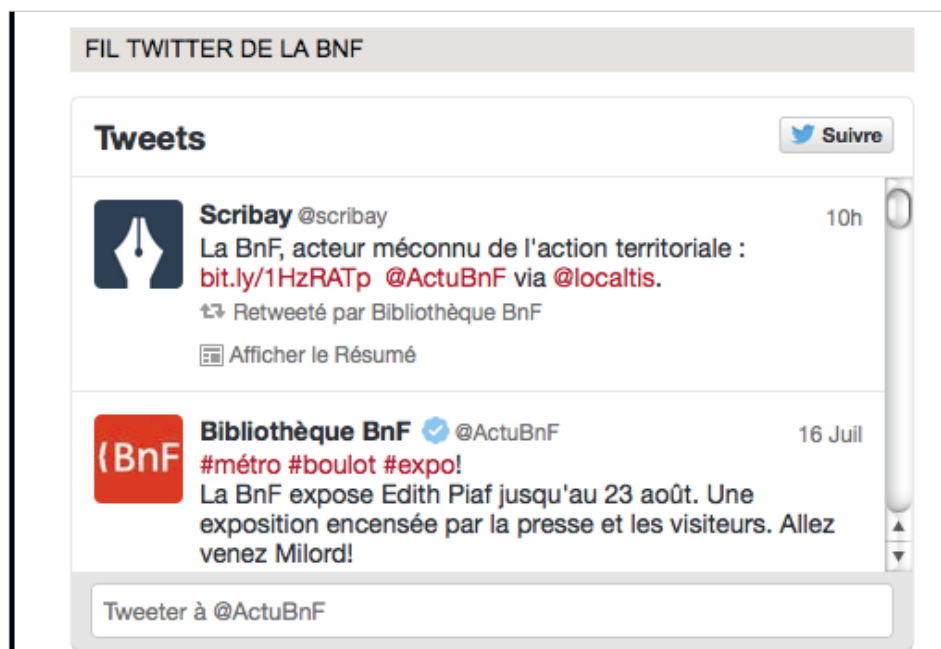 FIL TWITTER DE LA BNF
Tweets
Suivre
Scribay @scribay
10h
La BnF, acteur méconnu de l'action territoriale :
bit.ly/1HzRATp @ActuBnF via @localtis.
Retweeté par Bibliothèque BnF
Afficher le Résumé
(BnF
Bibliothèque BnF @ActuBnF
16 Juil
#métro #boulot #expo!
La BnF expose Edith Piaf jusqu'au 23 août. Une
exposition encensée par la presse et les visiteurs. Allez
venez Milord!
Tweeter à @ActuBnF